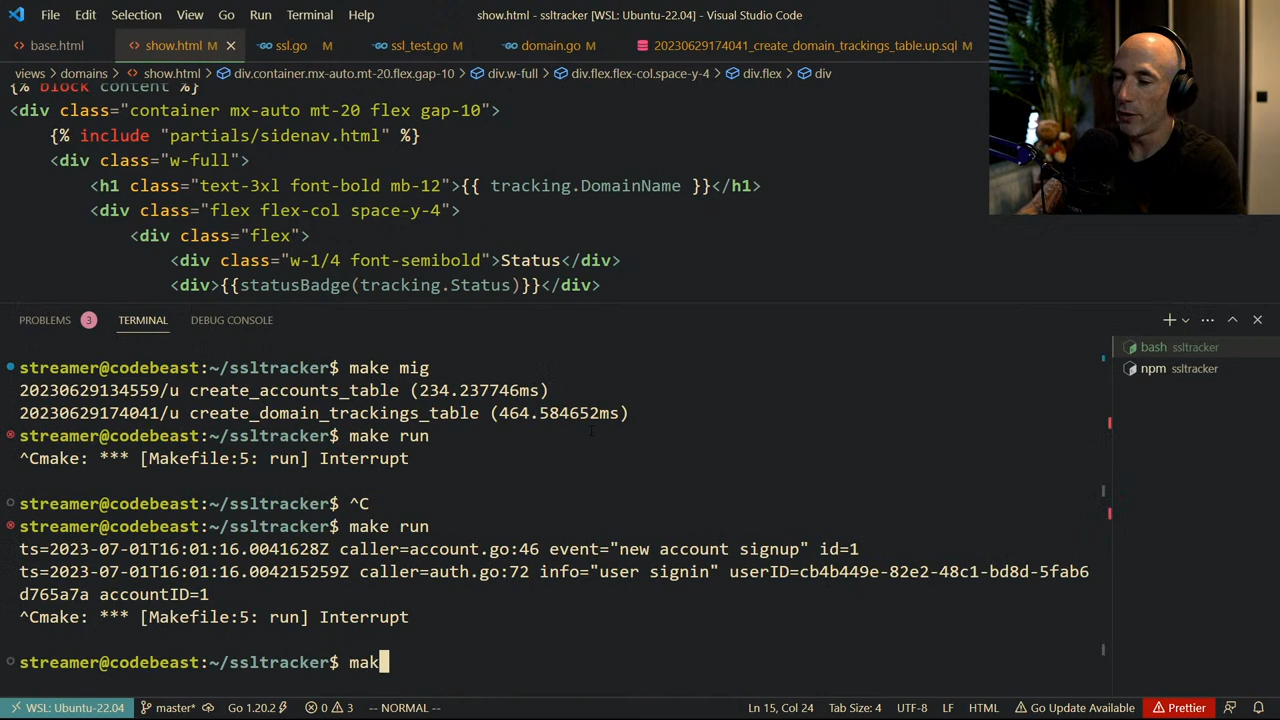 File Edit Selection View Go Run Terminal Help show.html - ssltracker [WSL: Ubuntu-22.04] - Visual Studio Code
base.html show.html M ssl.go M ssl_test.go M domain.go M 20230629174041_create_domain_trackings_table.up.sql M
views > domains > show.html > div.container.mx-auto.mt-20.flex.gap-10 > div.w-full > div.flex.flex-col.space-y-4 > div.flex > div
{% block content %}
<div class="container mx-auto mt-20 flex gap-10">
{% include "partials/sidenav.html" %}
<div class="w-full">
<h1 class="text-3xl font-bold mb-12">{{ tracking.DomainName }}</h1>
<div class="flex flex-col space-y-4">
<div class="flex">
<div class="w-1/4 font-semibold">Status</div>
<div>{{statusBadge(tracking.Status)}}</div>
PROBLEMS 3 TERMINAL DEBUG CONSOLE
bash ssltracker
npm ssltracker
streamer@codebeast:~/ssltracker$ make mig
20230629134559/u create_accounts_table (234.237746ms)
20230629174041/u create_domain_trackings_table (464.584652ms)
streamer@codebeast:~/ssltracker$ make run
^Cmake: *** [Makefile:5: run] Interrupt
streamer@codebeast:~/ssltracker$ ^C
streamer@codebeast:~/ssltracker$ make run
ts=2023-07-01T16:01:16.0041628Z caller=account.go:46 event="new account signup" id=1
ts=2023-07-01T16:01:16.004215259Z caller=auth.go:72 info="user signin" userID=cb4b449e-82e2-48c1-bd8d-5fab6
d765a7a accountID=1
^Cmake: *** [Makefile:5: run] Interrupt
streamer@codebeast:~/ssltracker$ mak
WSL: Ubuntu-22.04 master* Go 1.20.2 0 3 -- NORMAL -- Ln 15, Col 24 Tab Size: 4 UTF-8 LF HTML Go Update Available Prettier